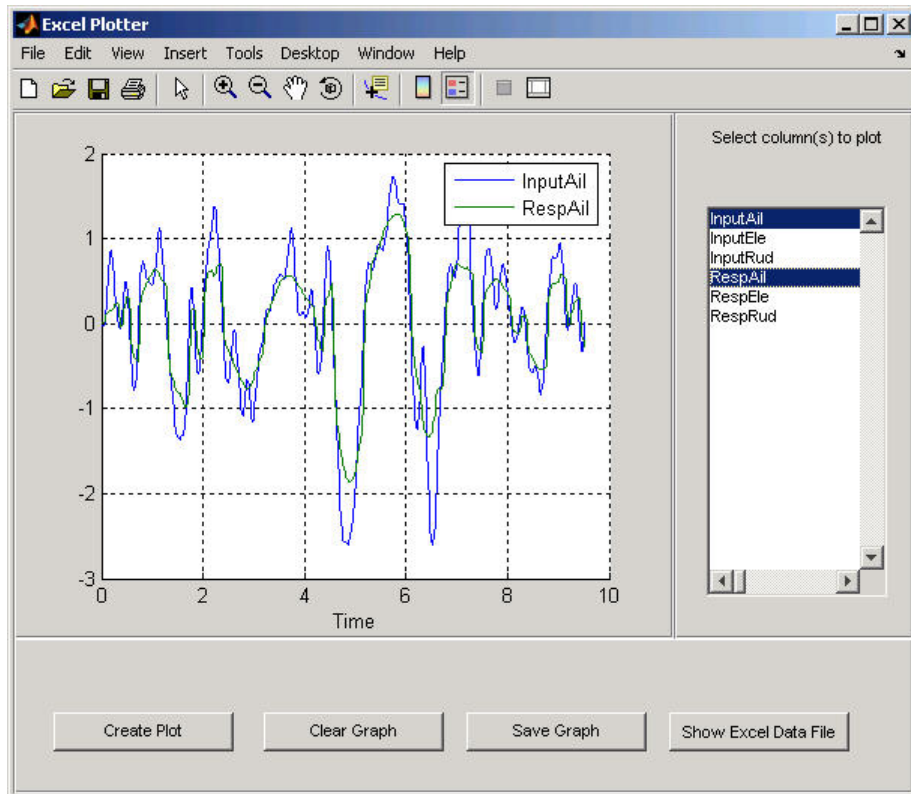 Excel Plotter
File Edit View Insert Tools Desktop Window Help
Select column(s) to plot
2
1
0
-1
-2
-3
0 2 4 6 8 10
Time
InputAil
RespAil
InputAil
InputEle
InputRud
RespAil
RespEle
RespRud
Create Plot Clear Graph Save Graph Show Excel Data File